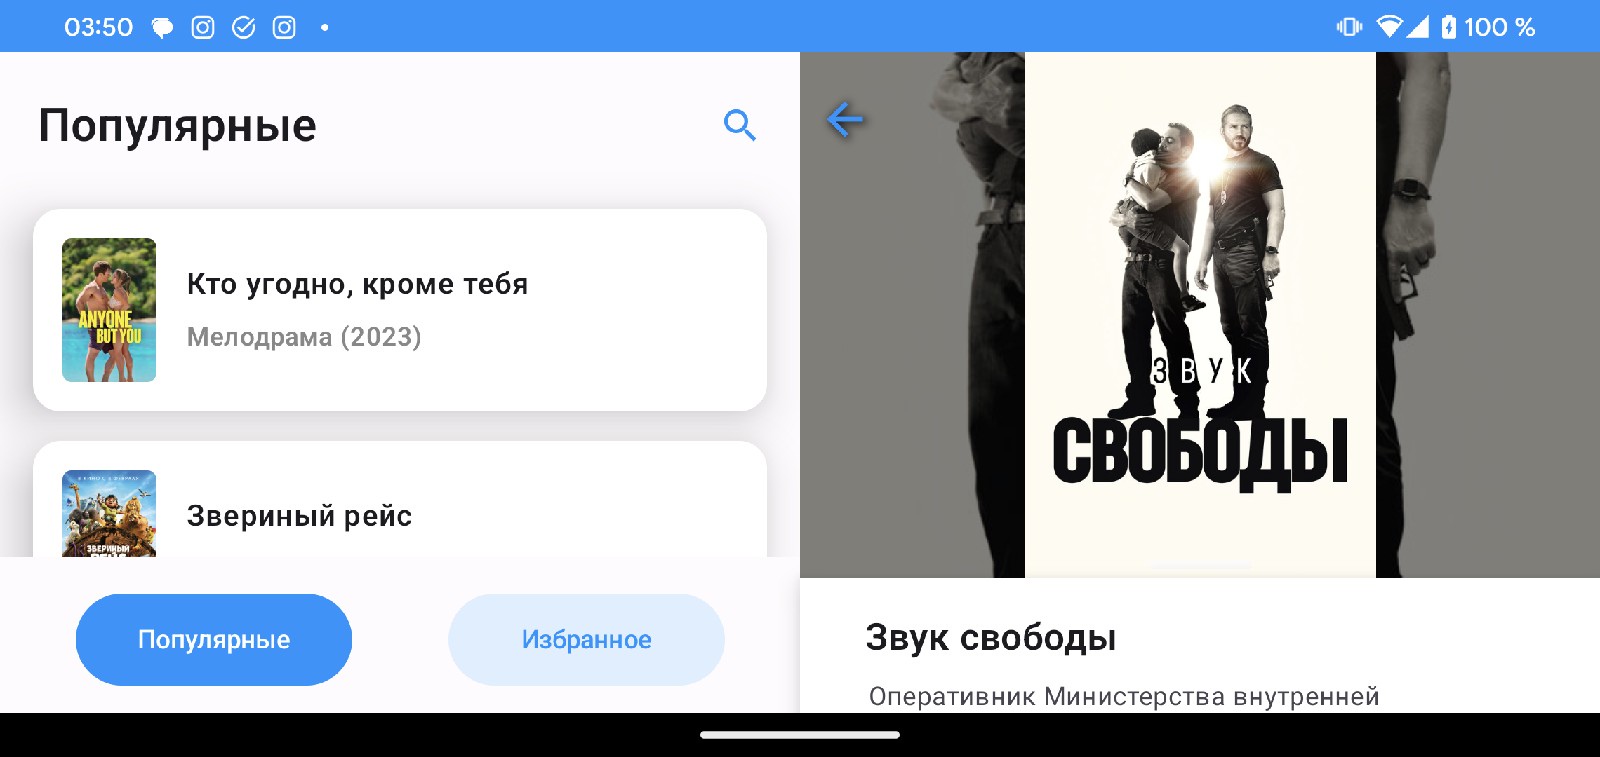 03:50
100 %
Популярные
Кто угодно, кроме тебя
Мелодрама (2023)
ANYONE
BUT YOU
Звериный рейс
ЗВЕРИНЫЙ
РЕЙС
Популярные
Избранное
ЗВУК
СВОБОДЫ
Звук свободы
Оперативник Министерства внутренней